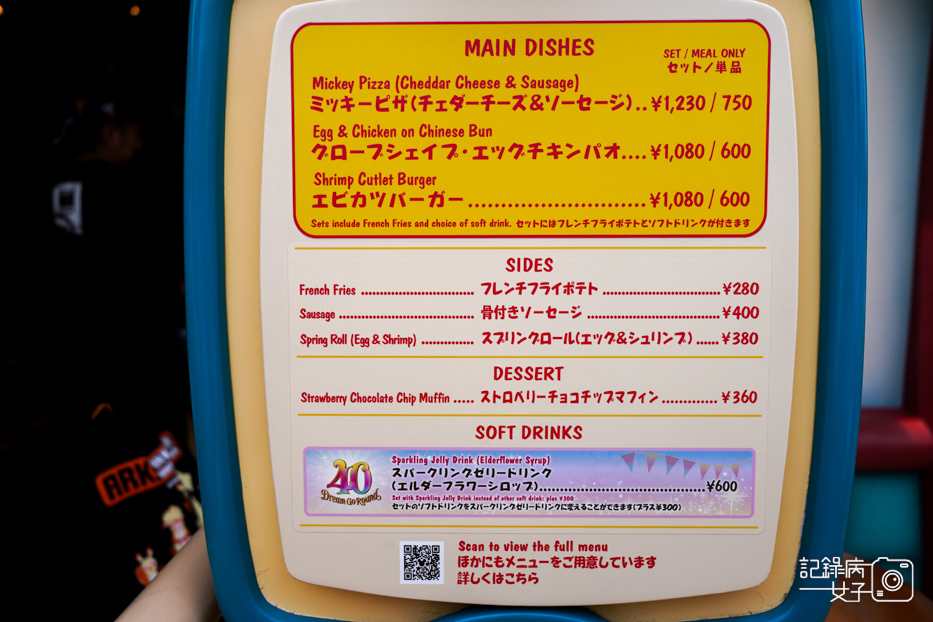 MAIN DISHES
SET / MEAL ONLY
セット／単品
Mickey Pizza (Cheddar Cheese & Sausage)
ミッキーピザ(チェダーチーズ&ソーセージ)..¥1,230 / 750
Egg & Chicken on Chinese Bun
グローブシェイプ・エッグチキンパオ....¥1,080 / 600
Shrimp Cutlet Burger
エビカツバーガー..........................¥1,080 / 600
Sets include French Fries and choice of soft drink. セットにはフレンチフライポテトとソフトドリンクが付きます
SIDES
French Fries .............................. フレンチフライポテト ..............................¥280
Sausage .................................... 骨付きソーセージ ..................................¥400
Spring Roll (Egg & Shrimp) .............. スプリングロール(エッグ&シュリンプ) ......¥380
DESSERT
Strawberry Chocolate Chip Muffin ..... ストロベリーチョコチップマフィン .............¥360
SOFT DRINKS
40
Dream Go Round
Sparkling Jelly Drink (Elderflower Syrup)
スパークリングゼリードリンク
(エルダーフラワーシロップ)..........................................¥600
Set with Sparkling Jelly Drink instead of other soft drink: plus ¥300
セットのソフトドリンクをスパークリングゼリードリンクに変えることができます(プラス¥300)
Scan to view the full menu
ほかにもメニューをご用意しています
詳しくはこちら
ARK
記錄病
女子